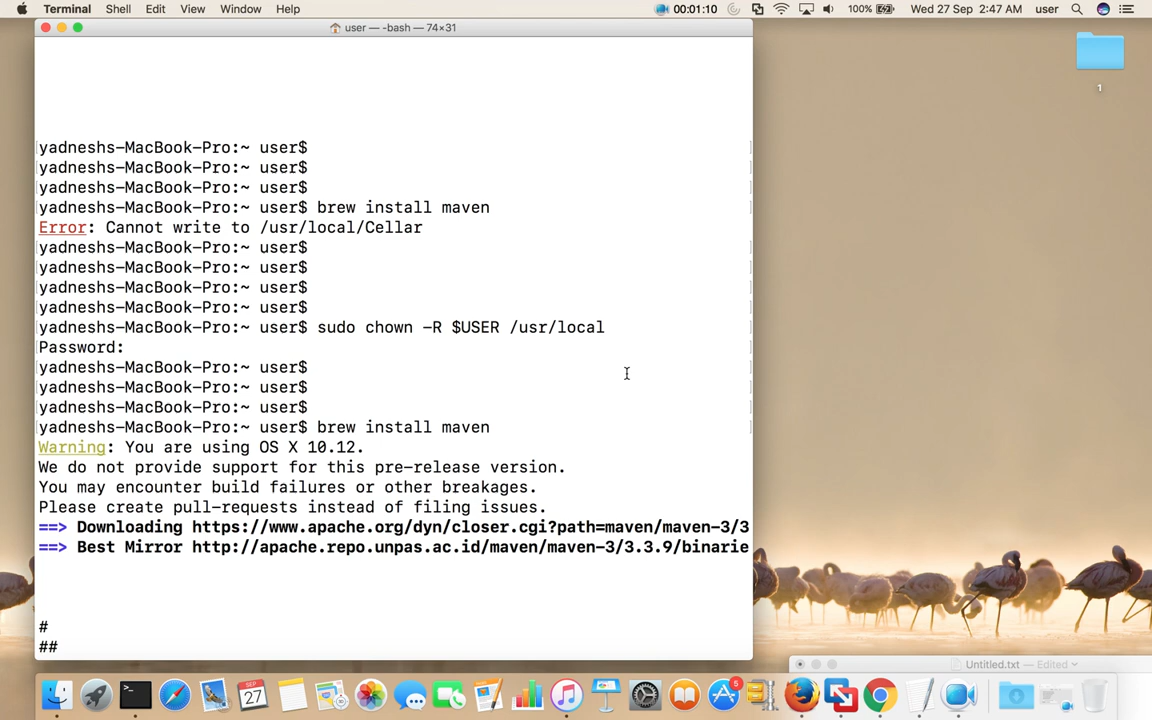 Terminal Shell Edit View Window Help 00:01:10 100% Wed 27 Sep 2:47 AM user
user — -bash — 74×31
1
yadneshs-MacBook-Pro:~ user$
yadneshs-MacBook-Pro:~ user$
yadneshs-MacBook-Pro:~ user$
yadneshs-MacBook-Pro:~ user$ brew install maven
Error: Cannot write to /usr/local/Cellar
yadneshs-MacBook-Pro:~ user$
yadneshs-MacBook-Pro:~ user$
yadneshs-MacBook-Pro:~ user$
yadneshs-MacBook-Pro:~ user$
yadneshs-MacBook-Pro:~ user$ sudo chown -R $USER /usr/local
Password:
yadneshs-MacBook-Pro:~ user$
yadneshs-MacBook-Pro:~ user$
yadneshs-MacBook-Pro:~ user$
yadneshs-MacBook-Pro:~ user$ brew install maven
Warning: You are using OS X 10.12.
We do not provide support for this pre-release version.
You may encounter build failures or other breakages.
Please create pull-requests instead of filing issues.
==> Downloading https://www.apache.org/dyn/closer.cgi?path=maven/maven-3/3
==> Best Mirror http://apache.repo.unpas.ac.id/maven/maven-3/3.3.9/binarie
#
##
Untitled.txt — Edited
SEP
27
5